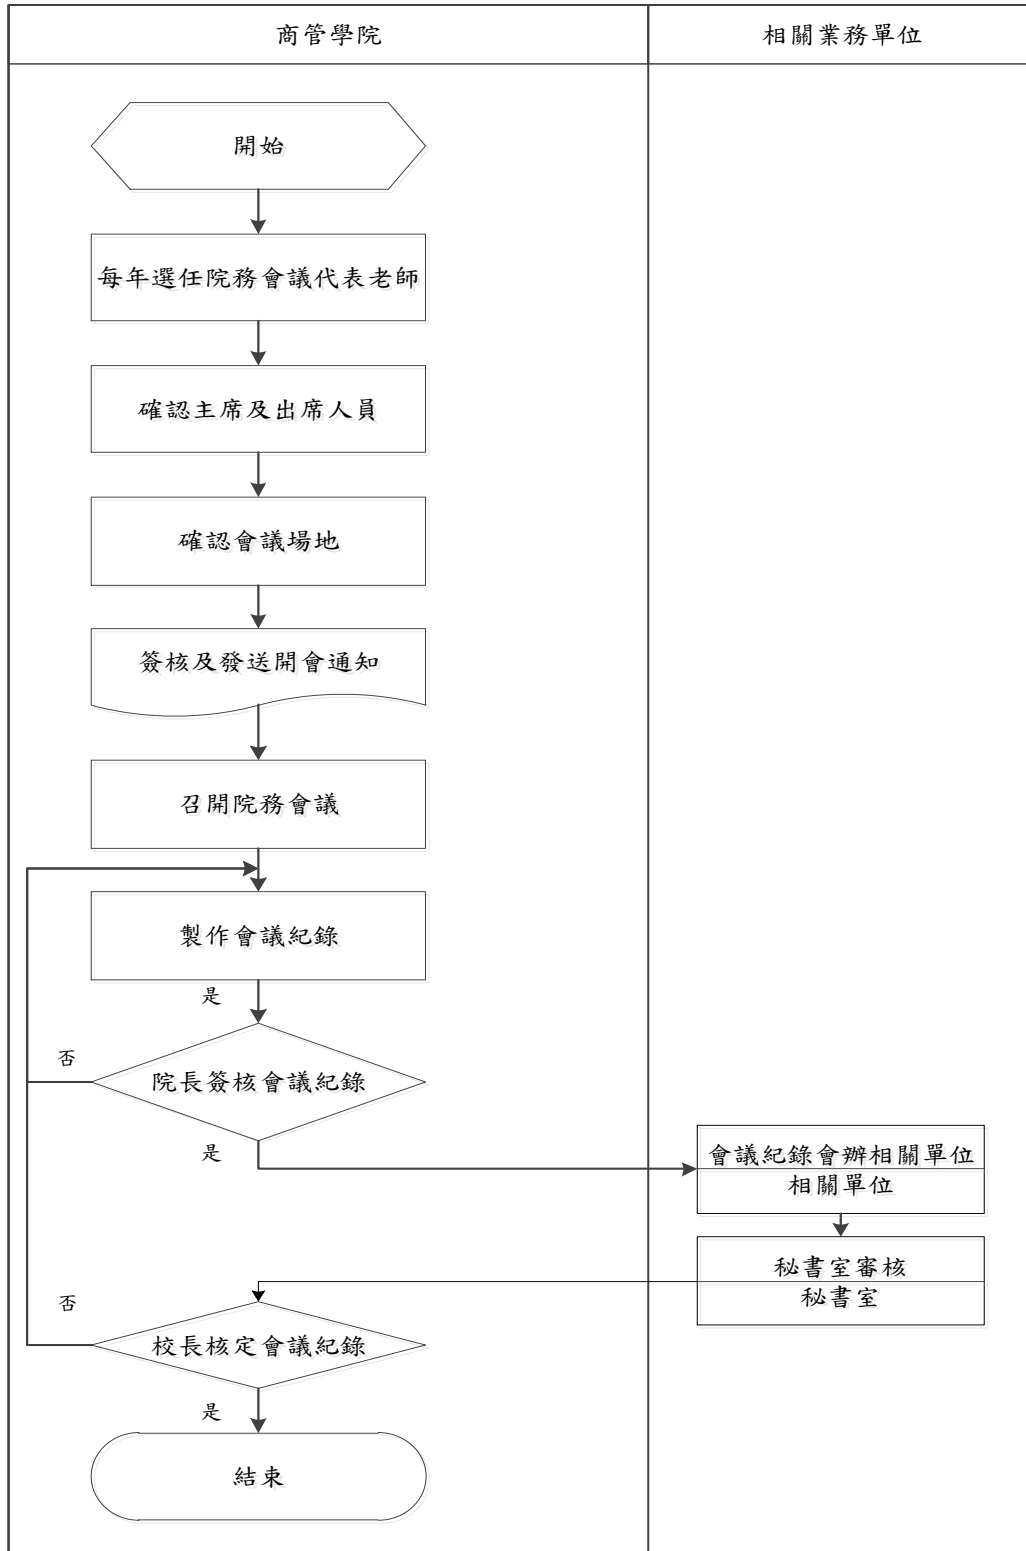 商管學院
相關業務單位
開始
每年選任院務會議代表老師
確認主席及出席人員
確認會議場地
簽核及發送開會通知
召開院務會議
製作會議紀錄
是
否
院長簽核會議紀錄
是
會議紀錄會辦相關單位
相關單位
秘書室審核
秘書室
否
校長核定會議紀錄
是
結束